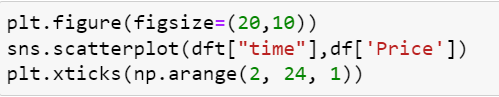 plt.figure(figsize=(20,10))
sns.scatterplot(dft["time"],df['Price'])
plt.xticks(np.arange(2, 24, 1))